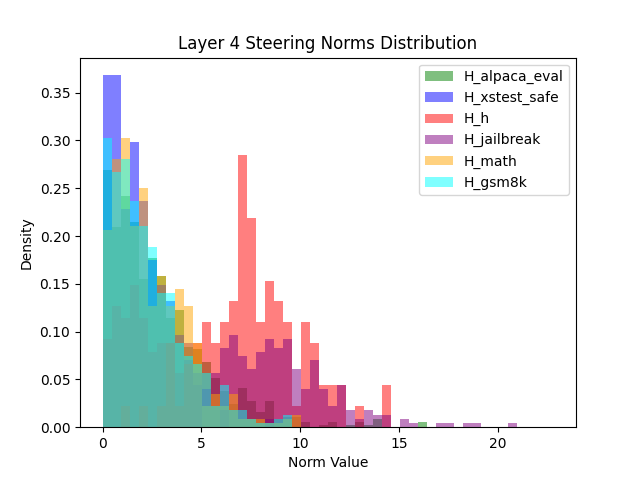 Layer 4 Steering Norms Distribution
H_alpaca_eval
H_xstest_safe
H_h
H_jailbreak
H_math
H_gsm8k
Density
0.35
0.30
0.25
0.20
0.15
0.10
0.05
0.00
0 5 10 15 20
Norm Value